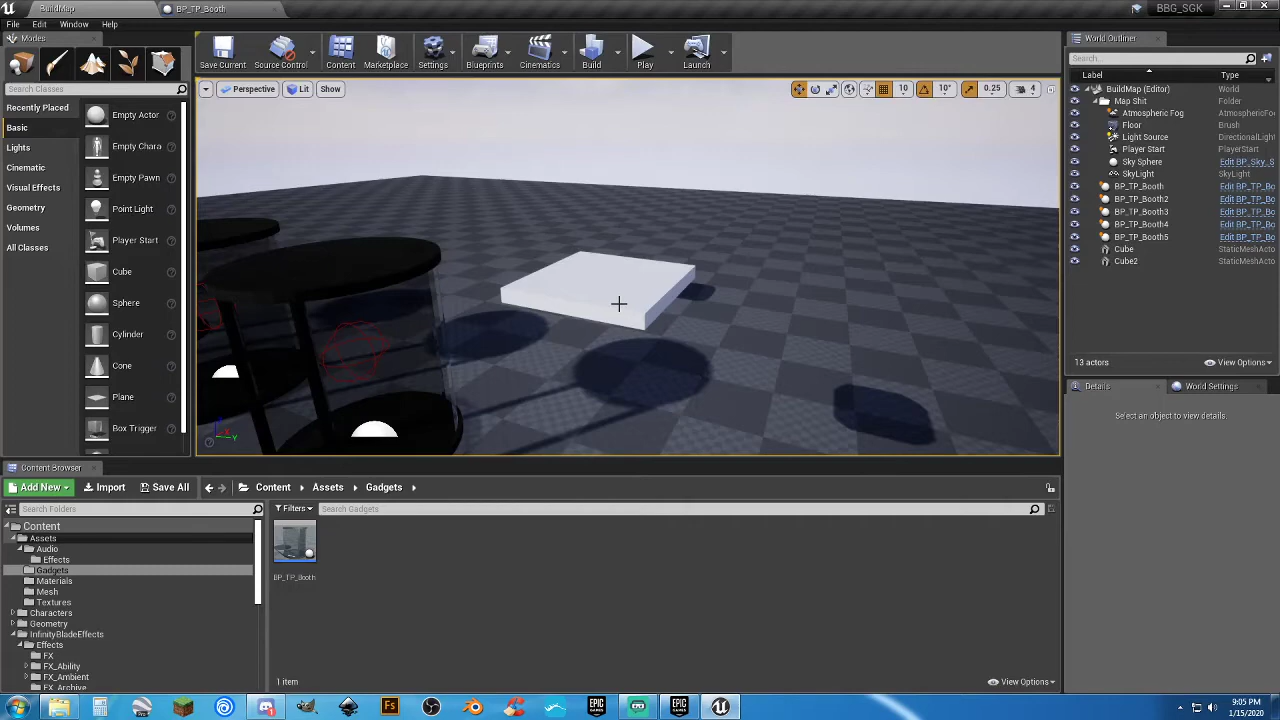 BuildMap
BP_TP_Booth
BBG_SGK
File
Edit
Window
Help
Modes
Search Classes
Recently Placed
Basic
Lights
Cinematic
Visual Effects
Geometry
Volumes
All Classes
Empty Actor
Empty Chara
Empty Pawn
Point Light
Player Start
Cube
Sphere
Cylinder
Cone
Plane
Box Trigger
Save Current
Source Control
Content
Marketplace
Settings
Blueprints
Cinematics
Build
Play
Launch
Perspective
Lit
Show
10
10°
0.25
4
World Outliner
Search...
Label
Type
BuildMap (Editor)
World
Map Shit
Folder
Atmospheric Fog
AtmosphericFo
Floor
Brush
Light Source
DirectionalLigh
Player Start
PlayerStart
Sky Sphere
Edit BP_Sky_S
SkyLight
SkyLight
BP_TP_Booth
Edit BP_TP_Bo
BP_TP_Booth2
Edit BP_TP_Bo
BP_TP_Booth3
Edit BP_TP_Bo
BP_TP_Booth4
Edit BP_TP_Bo
BP_TP_Booth5
Edit BP_TP_Bo
Cube
StaticMeshActo
Cube2
StaticMeshActo
13 actors
View Options
Details
World Settings
Select an object to view details.
Content Browser
Add New
Import
Save All
Content
Assets
Gadgets
Search Folders
Filters
Search Gadgets
Content
Assets
Audio
Effects
Gadgets
Materials
Mesh
Textures
Characters
Geometry
InfinityBladeEffects
Effects
FX
FX_Ability
FX_Ambient
FX_Archive
BP_TP_Booth
1 item
View Options
9:05 PM
1/15/2020